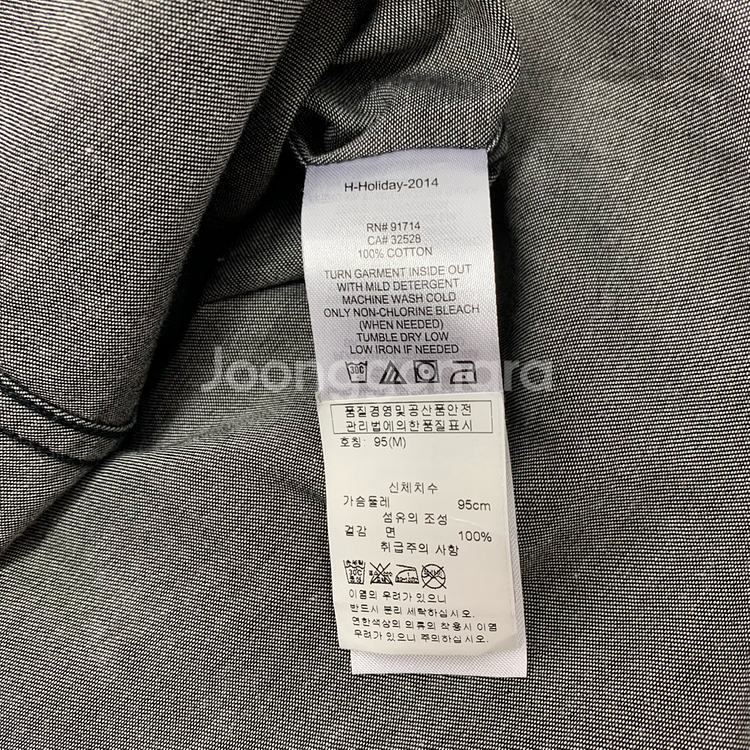 H-Holiday-2014
RN# 91714
CA# 32528
100% COTTON
TURN GARMENT INSIDE OUT
WITH MILD DETERGENT
MACHINE WASH COLD
ONLY NON-CHLORINE BLEACH
(WHEN NEEDED)
TUMBLE DRY LOW
LOW IRON IF NEEDED
30C
Joonggonara
품질경영및공산품안전
관리법에의한품질표시
호칭: 95(M)
신체치수
가슴둘레 95cm
섬유의 조성
겉감 면 100%
취급주의 사항
이염의 우려가 있으니
반드시 분리 세탁하십시오.
연한색상의 의류의 착용시 이염
우려가 있으니 주의하십시오.